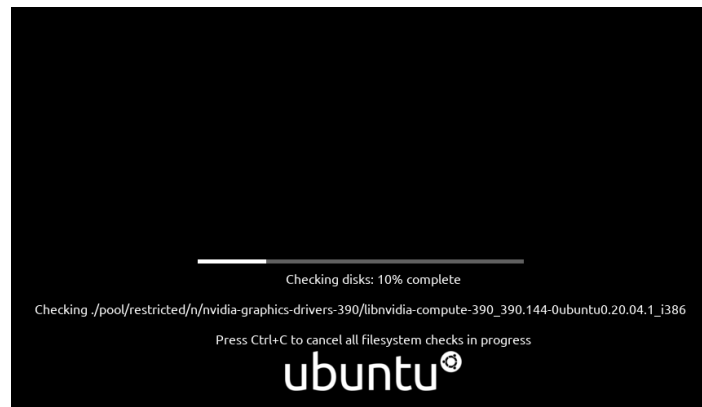 Checking disks: 10% complete
Checking ./pool/restricted/n/nvidia-graphics-drivers-390/libnvidia-compute-390_390.144-0ubuntu0.20.04.1_i386
Press Ctrl+C to cancel all filesystem checks in progress
ubuntu